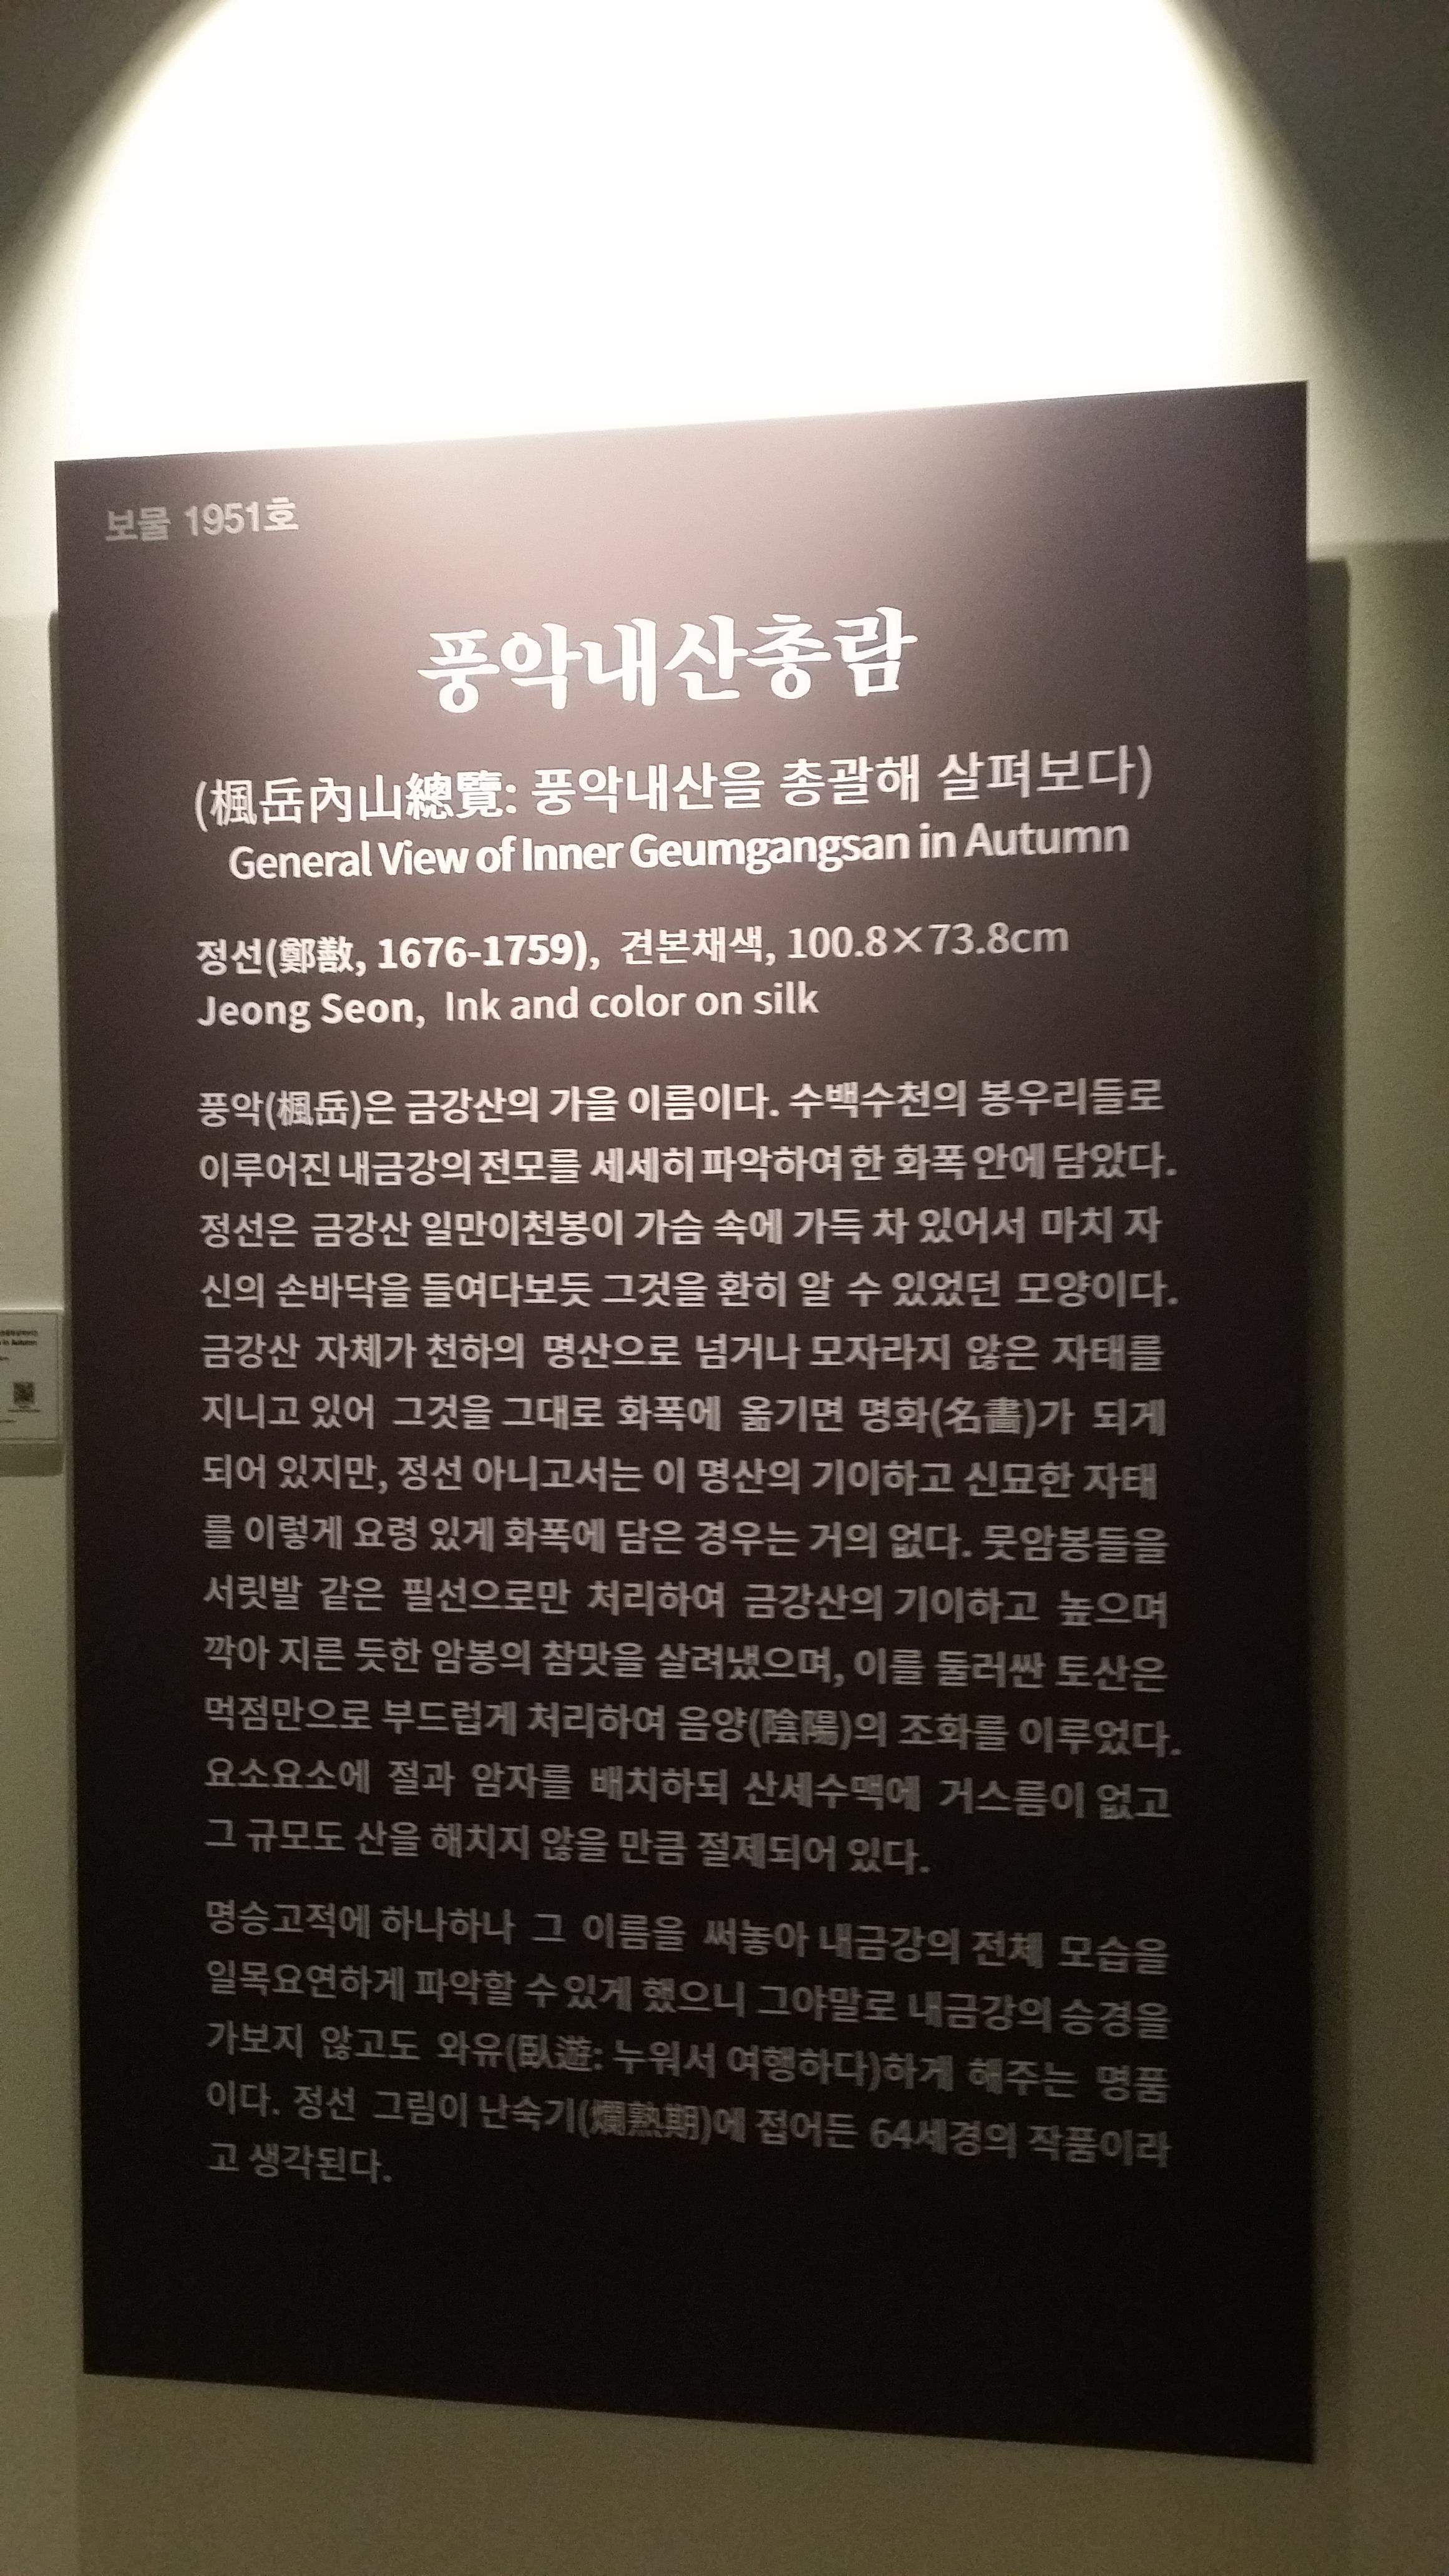 보물 1951호
풍악내산총람
(楓岳內山總覽: 풍악내산을 총괄해 살펴보다)
General View of Inner Geumgangsan in Autumn
정선(鄭敾, 1676-1759), 견본채색, 100.8×73.8cm
Jeong Seon, Ink and color on silk
풍악(楓岳)은 금강산의 가을 이름이다. 수백수천의 봉우리들로
이루어진 내금강의 전모를 세세히 파악하여 한 화폭 안에 담았다.
정선은 금강산 일만이천봉이 가슴 속에 가득 차 있어서 마치 자
신의 손바닥을 들여다보듯 그것을 환히 알 수 있었던 모양이다.
금강산 자체가 천하의 명산으로 넘거나 모자라지 않은 자태를
지니고 있어 그것을 그대로 화폭에 옮기면 명화(名畵)가 되게
되어 있지만, 정선 아니고서는 이 명산의 기이하고 신묘한 자태
를 이렇게 요령 있게 화폭에 담은 경우는 거의 없다. 뭇암봉들을
서릿발 같은 필선으로만 처리하여 금강산의 기이하고 높으며
깍아 지른 듯한 암봉의 참맛을 살려냈으며, 이를 둘러싼 토산은
먹점만으로 부드럽게 처리하여 음양(陰陽)의 조화를 이루었다.
요소요소에 절과 암자를 배치하되 산세수맥에 거스름이 없고
그 규모도 산을 해치지 않을 만큼 절제되어 있다.
명승고적에 하나하나 그 이름을 써놓아 내금강의 전체 모습을
일목요연하게 파악할 수 있게 했으니 그야말로 내금강의 승경을
가보지 않고도 와유(臥遊: 누워서 여행하다)하게 해주는 명품
이다. 정선 그림이 난숙기(爛熟期)에 접어든 64세경의 작품이라
고 생각된다.